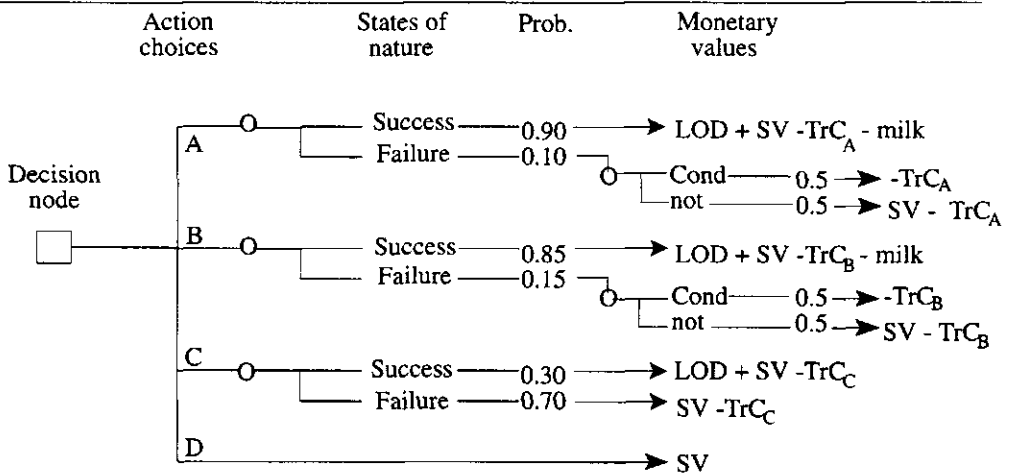 Action choices States of nature Prob. Monetary values
Success 0.90 LOD + SV -TrC_A - milk
A
Failure 0.10
Decision node
Cond 0.5 -TrC_A
not 0.5 SV - TrC_A
B
Success 0.85 LOD + SV -TrC_B - milk
Failure 0.15
Cond 0.5 -TrC_B
not 0.5 SV - TrC_B
C
Success 0.30 LOD + SV -TrC_C
Failure 0.70 SV -TrC_C
D
SV